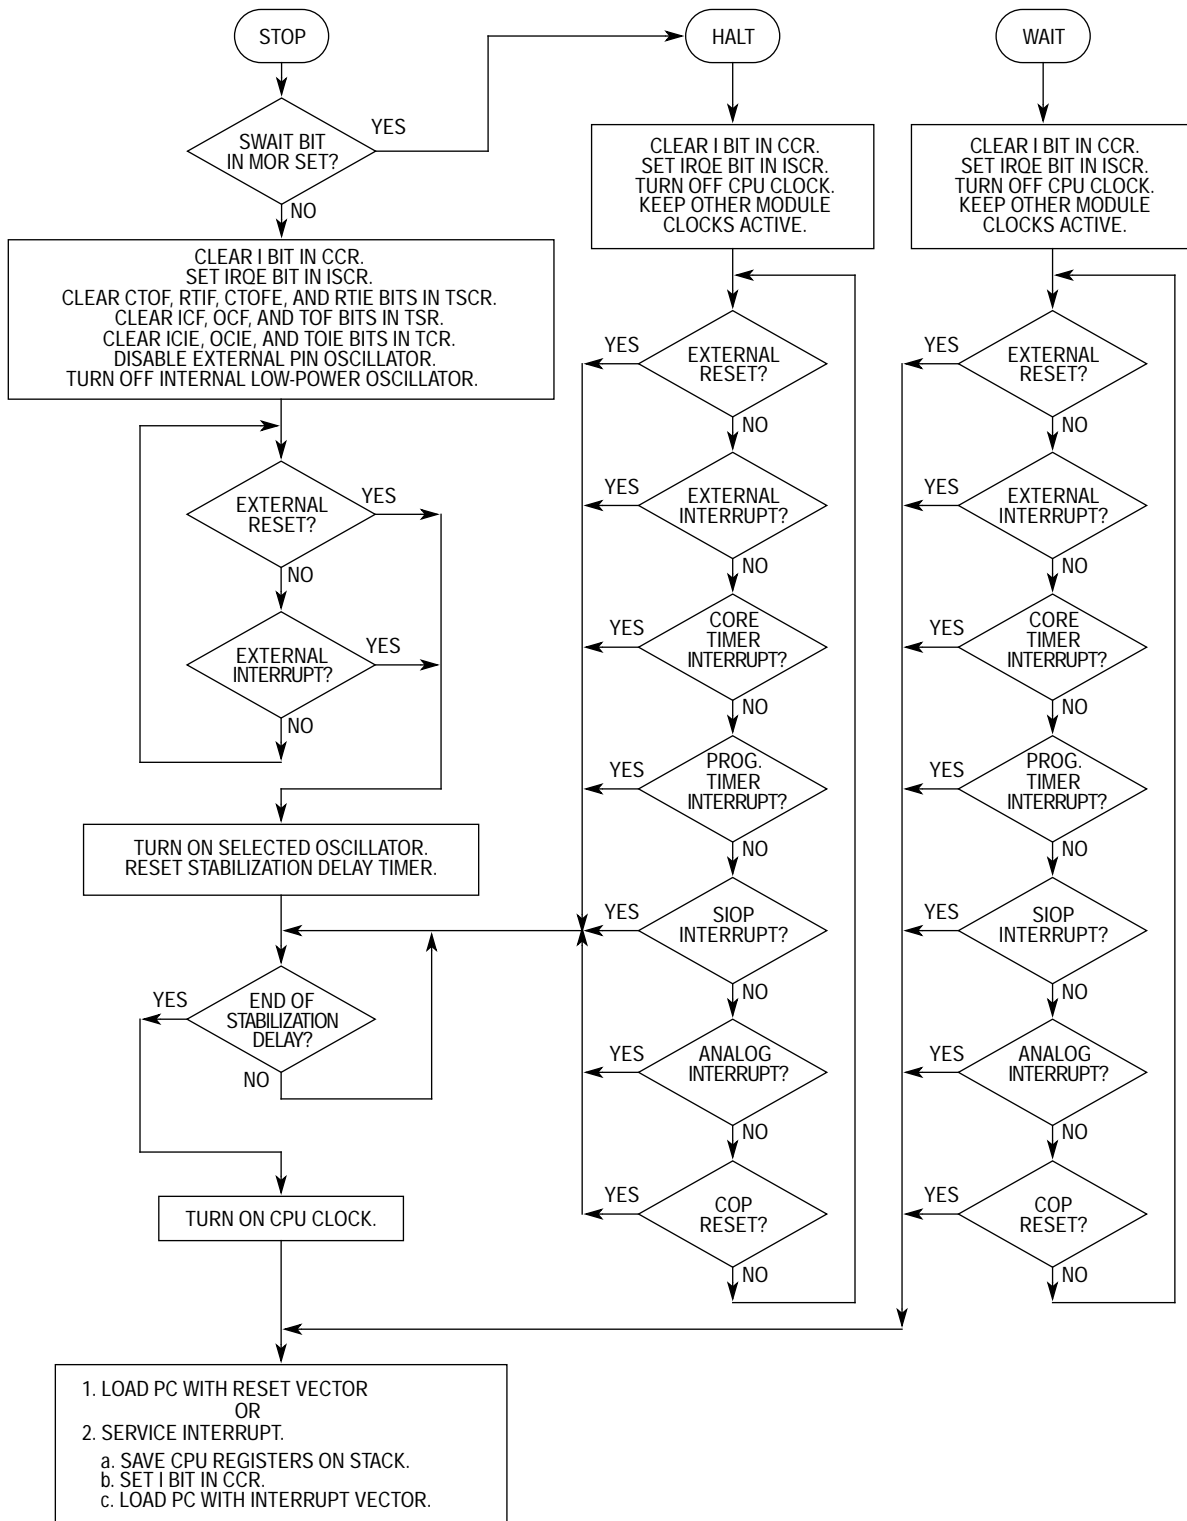 STOP
SWAIT BIT
IN MOR SET?
YES
NO
CLEAR I BIT IN CCR.
SET IRQE BIT IN ISCR.
CLEAR CTOF, RTIF, CTOFE, AND RTIE BITS IN TSCR.
CLEAR ICF, OCF, AND TOF BITS IN TSR.
CLEAR ICIE, OCIE, AND TOIE BITS IN TCR.
DISABLE EXTERNAL PIN OSCILLATOR.
TURN OFF INTERNAL LOW-POWER OSCILLATOR.
EXTERNAL
RESET?
YES
NO
EXTERNAL
INTERRUPT?
YES
NO
TURN ON SELECTED OSCILLATOR.
RESET STABILIZATION DELAY TIMER.
YES
END OF
STABILIZATION
DELAY?
NO
TURN ON CPU CLOCK.
1. LOAD PC WITH RESET VECTOR
OR
2. SERVICE INTERRUPT.
a. SAVE CPU REGISTERS ON STACK.
b. SET I BIT IN CCR.
c. LOAD PC WITH INTERRUPT VECTOR.
HALT
CLEAR I BIT IN CCR.
SET IRQE BIT IN ISCR.
TURN OFF CPU CLOCK.
KEEP OTHER MODULE
CLOCKS ACTIVE.
YES
EXTERNAL
RESET?
NO
YES
EXTERNAL
INTERRUPT?
NO
YES
CORE
TIMER
INTERRUPT?
NO
YES
PROG.
TIMER
INTERRUPT?
NO
YES
SIOP
INTERRUPT?
NO
YES
ANALOG
INTERRUPT?
NO
YES
COP
RESET?
NO
WAIT
CLEAR I BIT IN CCR.
SET IRQE BIT IN ISCR.
TURN OFF CPU CLOCK.
KEEP OTHER MODULE
CLOCKS ACTIVE.
YES
EXTERNAL
RESET?
NO
YES
EXTERNAL
INTERRUPT?
NO
YES
CORE
TIMER
INTERRUPT?
NO
YES
PROG.
TIMER
INTERRUPT?
NO
YES
SIOP
INTERRUPT?
NO
YES
ANALOG
INTERRUPT?
NO
YES
COP
RESET?
NO